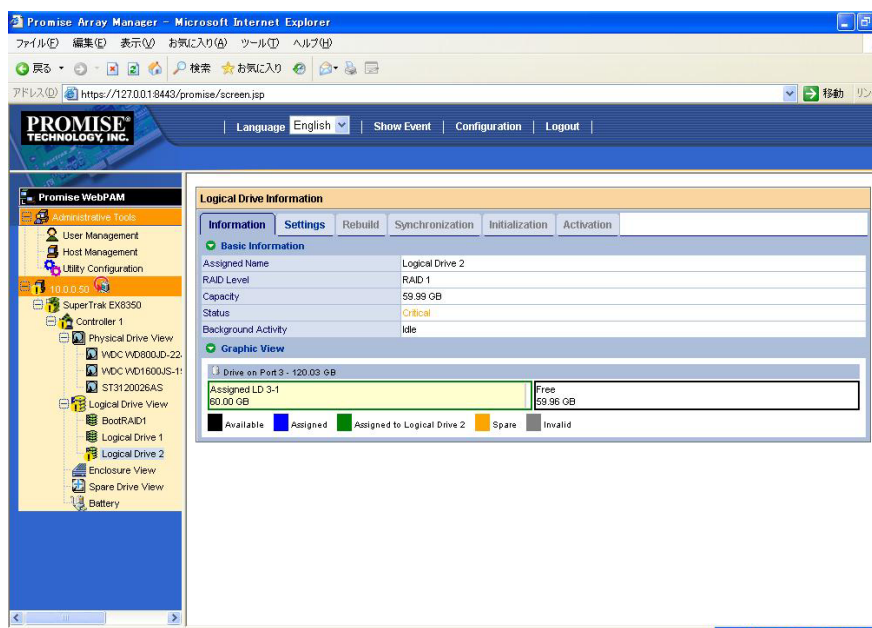 Promise Array Manager - Microsoft Internet Explorer
ファイル(F) 編集(E) 表示(V) お気に入り(A) ツール(T) ヘルプ(H)
戻る 検索 お気に入り
アドレス(D) https://127.0.0.1:8443/promise/screen.jsp 移動 リン
PROMISE®
TECHNOLOGY, INC.
| Language English | Show Event | Configuration | Logout |
Promise WebPAM
Administrative Tools
User Management
Host Management
Utility Configuration
10.0.0.50
SuperTrak EX8350
Controller 1
Physical Drive View
WDC WD800JD-22
WDC WD1600JS-1
ST3120026AS
Logical Drive View
BootRAID1
Logical Drive 1
Logical Drive 2
Enclosure View
Spare Drive View
Battery
Logical Drive Information
Information Settings Rebuild Synchronization Initialization Activation
Basic Information
Assigned Name Logical Drive 2
RAID Level RAID 1
Capacity 59.99 GB
Status Critical
Background Activity Idle
Graphic View
Drive on Port 3 - 120.03 GB
Assigned LD 3-1 Free
60.00 GB 59.96 GB
Available Assigned Assigned to Logical Drive 2 Spare Invalid